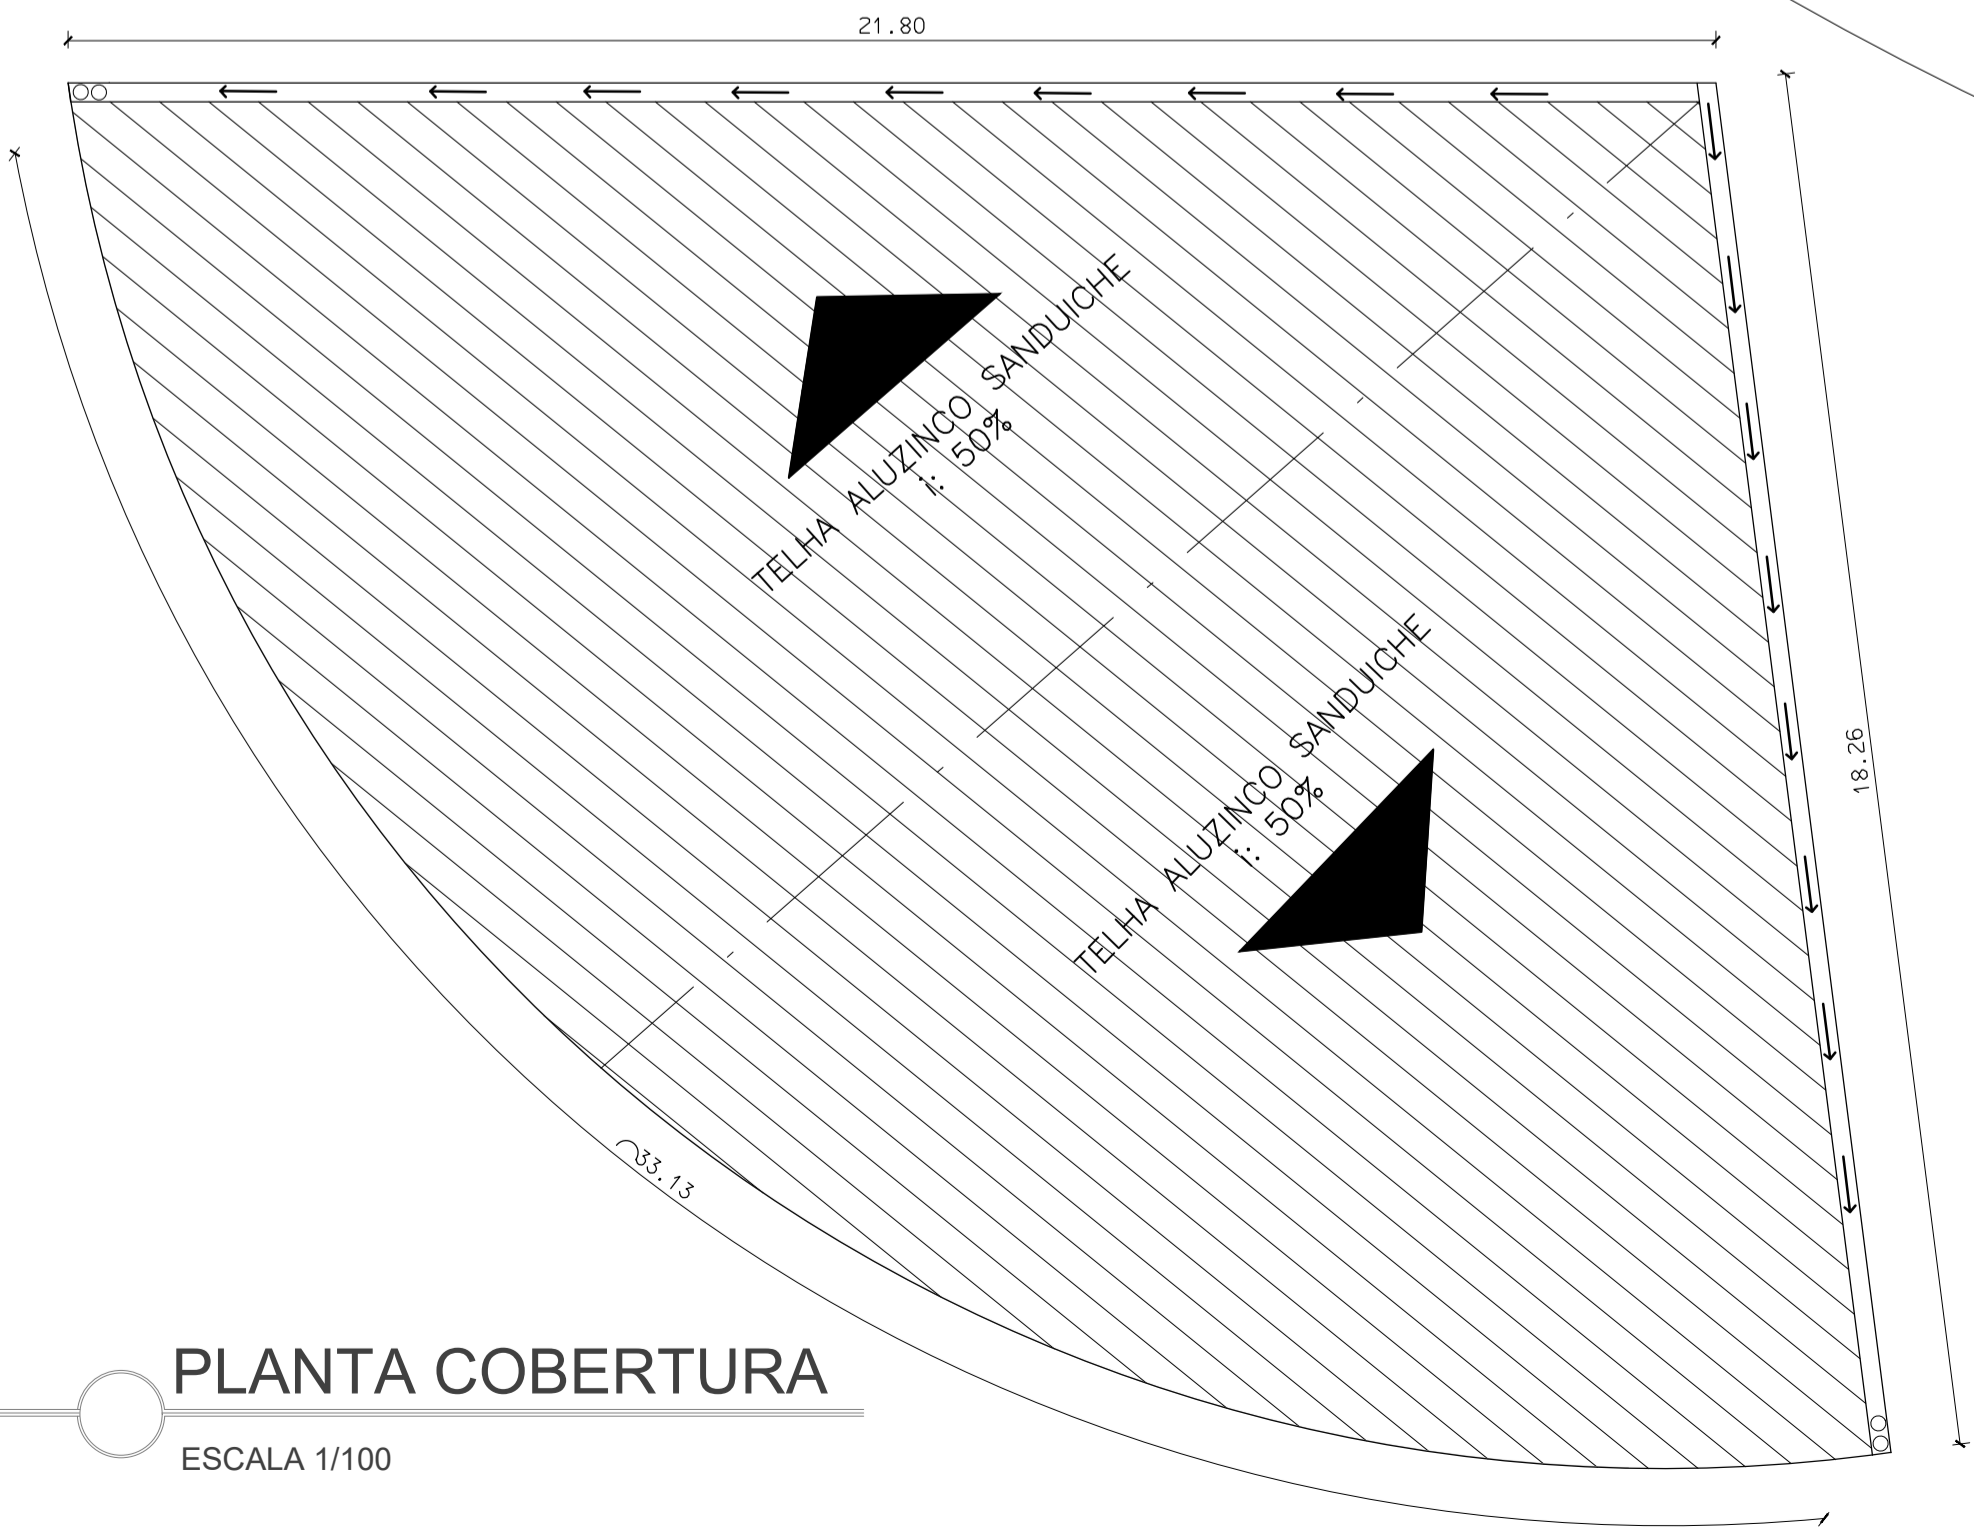 21.80
TELHA ALUZINCO SANDUICHE
i: 50%
TELHA ALUZINCO SANDUICHE
i: 50%
18.26
33.13
PLANTA COBERTURA
ESCALA 1/100